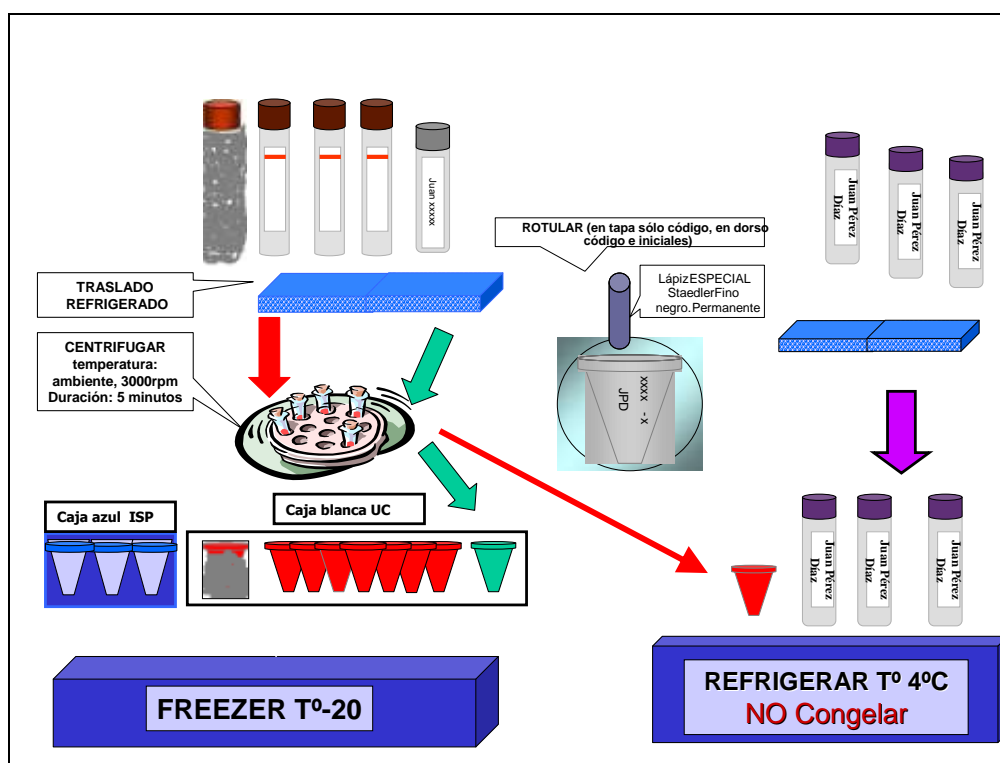 Juan xxxxx
Juan Pérez
Díaz
Juan Pérez
Díaz
Juan Pérez
Díaz
ROTULAR (en tapa sólo código, en dorso
código e iniciales)
LápizESPECIAL
StaedlerFino
negro.Permanente
TRASLADO
REFRIGERADO
CENTRIFUGAR
temperatura:
ambiente, 3000rpm
Duración: 5 minutos
xxxx -x
JPD
Caja azul ISP
Caja blanca UC
Juan Pérez
Díaz
Juan Pérez
Díaz
Juan Pérez
Díaz
FREEZER Tº-20
REFRIGERAR Tº 4ºC
NO Congelar